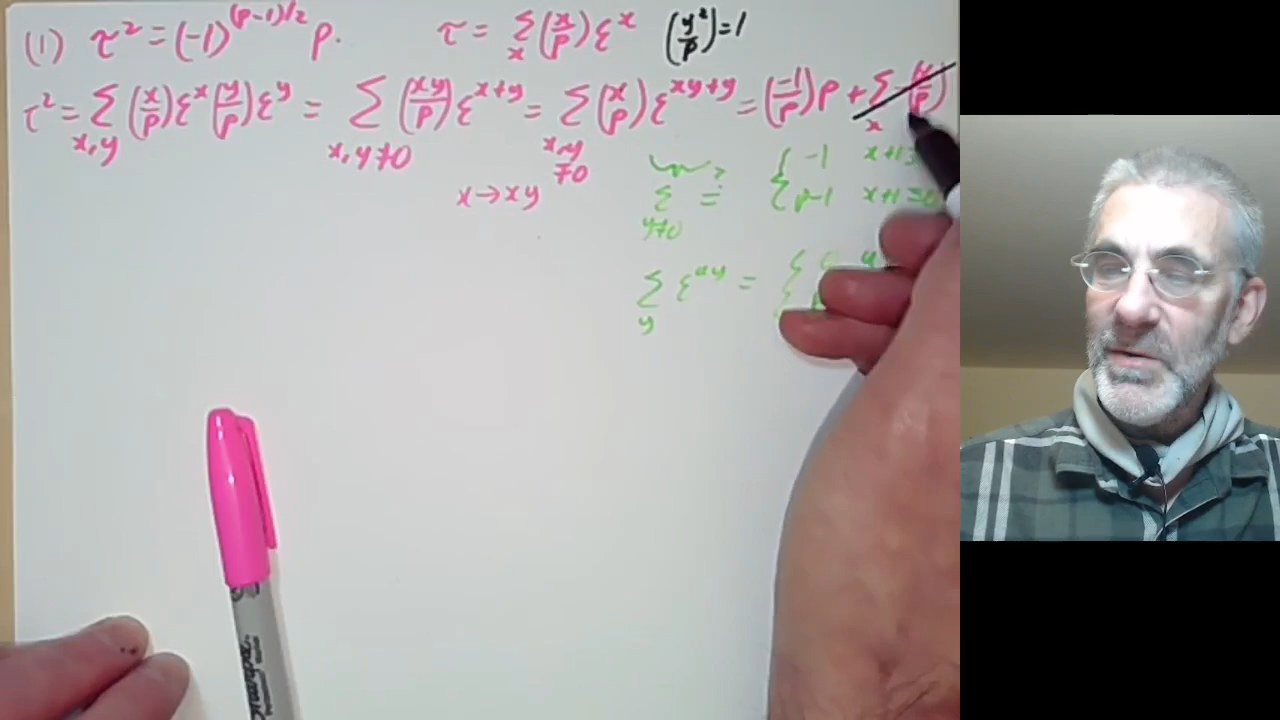 (1) τ² = (-1)^{(p-1)/2} p. τ = Σ_x (x/p) ε^x (y²/p) = 1
τ² = Σ_{x,y} (x/p) ε^x (y/p) ε^y = Σ_{x,y≠0} (xy/p) ε^{x+y} = Σ_{x,y≠0} (x/p) ε^{xy+y} = (-1/p) p + Σ_x
x → xy
Σ_{y≠0} = { -1 x+1
{ p-1 x+1=0
Σ_y ε^{ay} = {
Sharpie